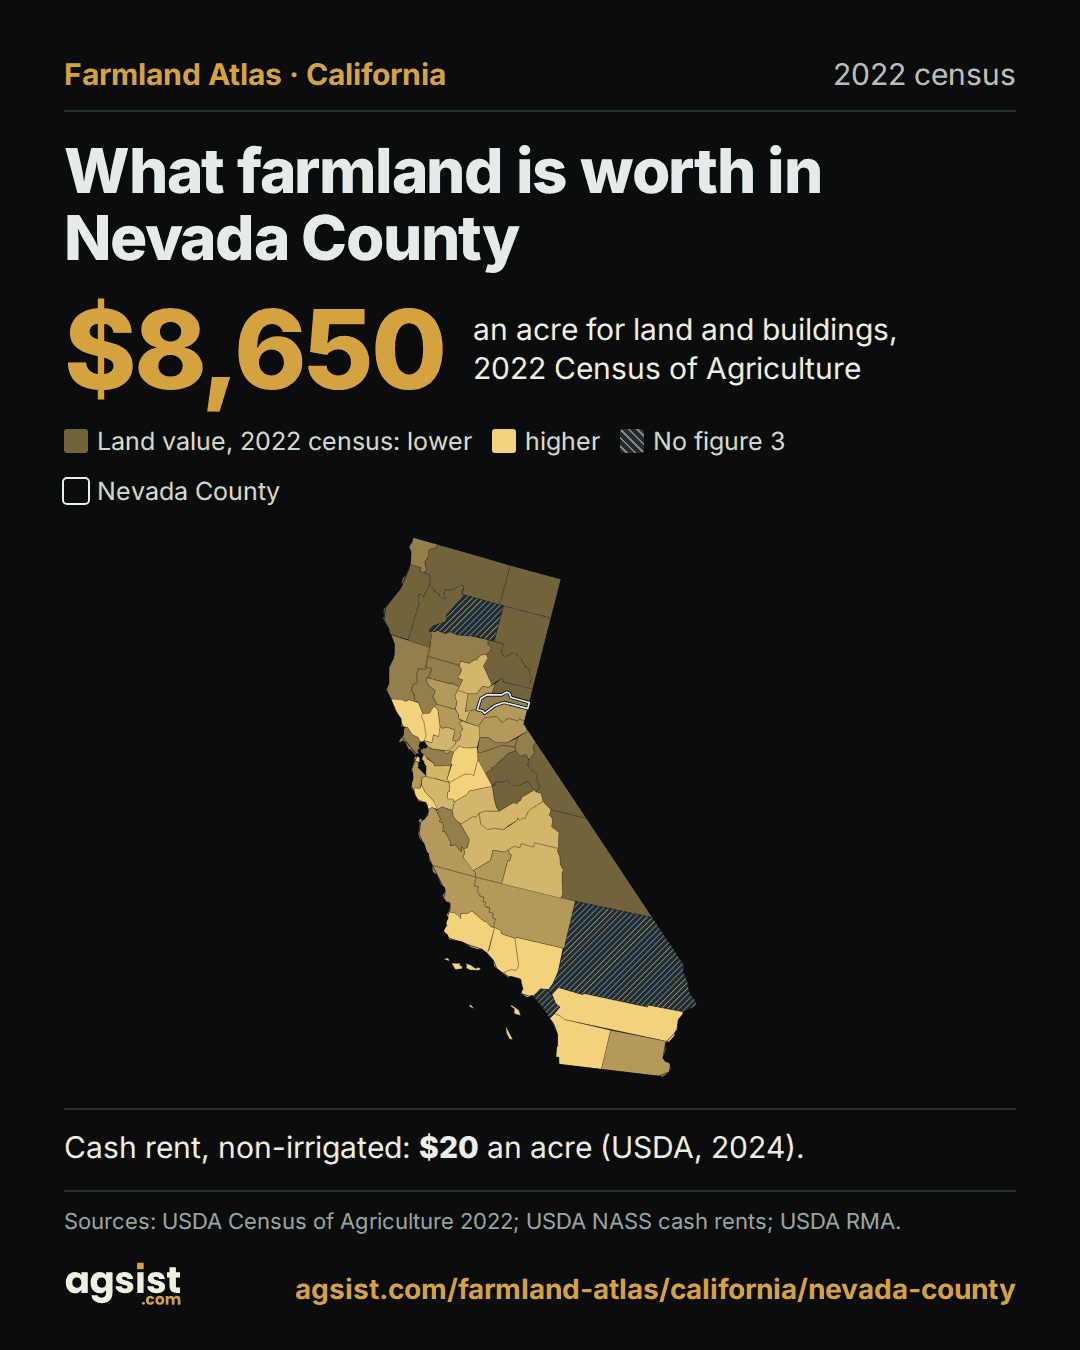 Farmland Atlas · California
2022 census
What farmland is worth in
Nevada County
$8,650
an acre for land and buildings,
2022 Census of Agriculture
Land value, 2022 census: lower
higher
No figure 3
Nevada County
Cash rent, non-irrigated: $20 an acre (USDA, 2024).
Sources: USDA Census of Agriculture 2022; USDA NASS cash rents; USDA RMA.
agsist
.com
agsist.com/farmland-atlas/california/nevada-county